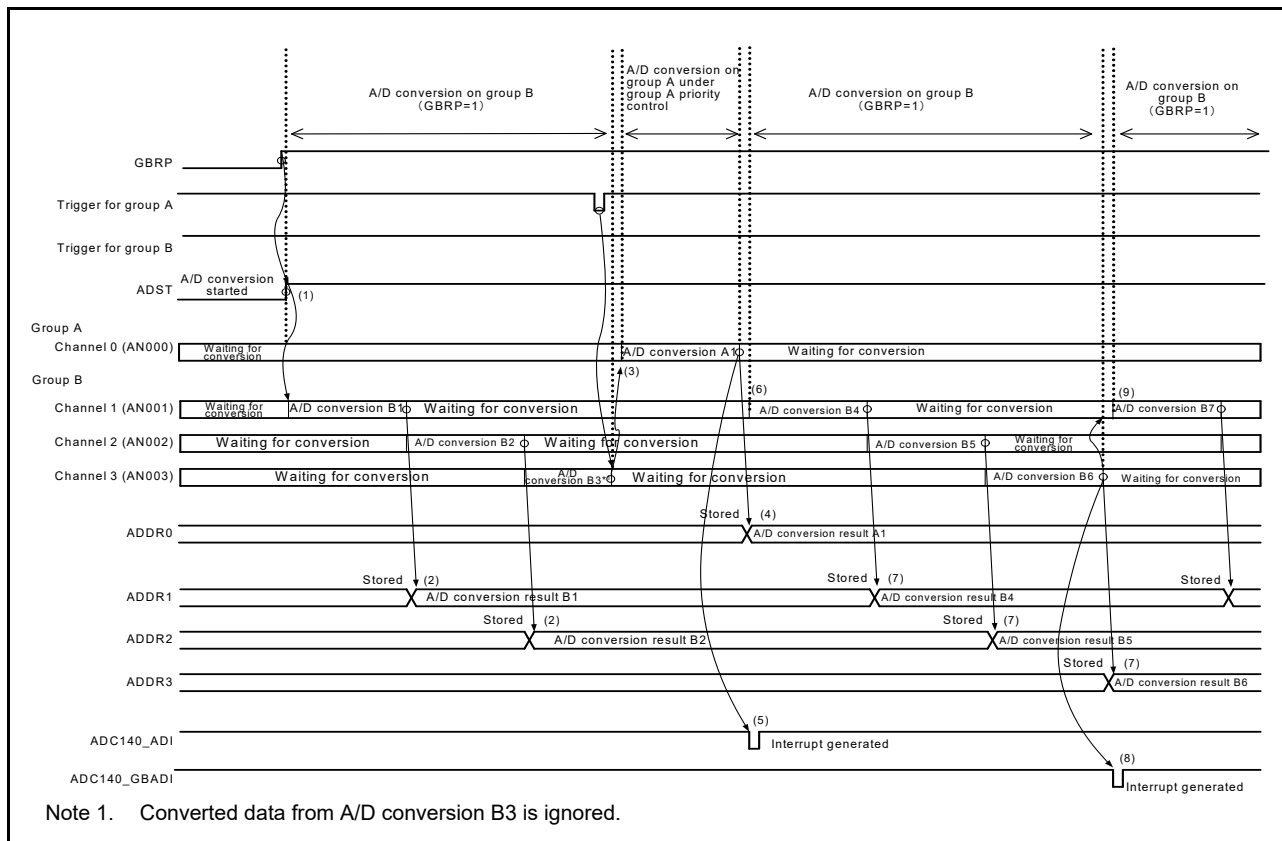 A/D conversion on group B
（GBRP=1）
A/D conversion on
group A under
group A priority
control
A/D conversion on group B
（GBRP=1）
A/D conversion on
group B
（GBRP=1）
GBRP
Trigger for group A
Trigger for group B
A/D conversion
started
ADST
(1)
Group A
Channel 0 (AN000)
Waiting for
conversion
A/D conversion A1
Waiting for conversion
(3)
Group B
(6)
(9)
Channel 1 (AN001)
Waiting for
conversion
A/D conversion B1
Waiting for conversion
A/D conversion B4
Waiting for conversion
A/D conversion B7
Channel 2 (AN002)
Waiting for conversion
A/D conversion B2
Waiting for conversion
A/D conversion B5
Waiting for
conversion
Channel 3 (AN003)
Waiting for conversion
A/D
conversion B3*
Waiting for conversion
A/D conversion B6
Waiting for conversion
Stored
(4)
ADDR0
A/D conversion result A1
Stored
(2)
Stored
(7)
Stored
ADDR1
A/D conversion result B1
A/D conversion result B4
Stored
(2)
Stored
(7)
ADDR2
A/D conversion result B2
A/D conversion result B5
Stored
(7)
ADDR3
A/D conversion result B6
(5)
ADC140_ADI
Interrupt generated
(8)
ADC140_GBADI
Interrupt generated
Note 1. Converted data from A/D conversion B3 is ignored.